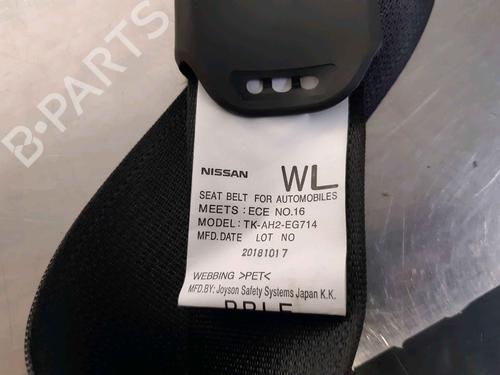 B-PARTS
NISSAN WL
SEAT BELT FOR AUTOMOBILES
MEETS : ECE NO.16
MODEL: TK-AH2-EG714
MFD.DATE LOT NO
20181017
WEBBING >PET<
MFD.BY; Joyson Safety Systems Japan K.K.